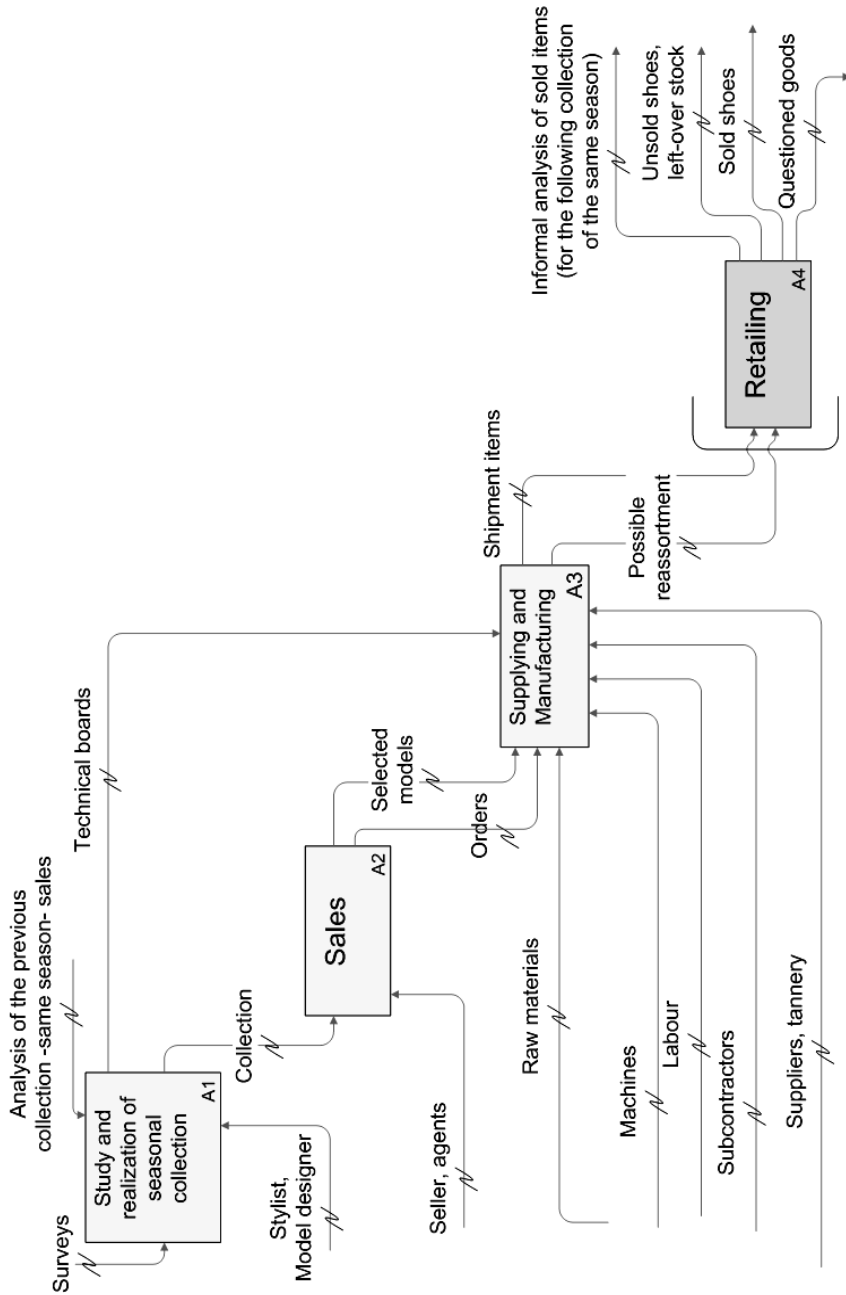 Surveys
Study and
realization of
seasonal
collection
A1
Analysis of the previous
collection -same season- sales
Stylist,
Model designer
Technical boards
Collection
Sales
A2
Seller, agents
Selected
models
Orders
Raw materials
Machines
Labour
Subcontractors
Suppliers, tannery
Supplying and
Manufacturing
A3
Shipment items
Possible
reassortment
Retailing
A4
Informal analysis of sold items
(for the following collection
of the same season)
Unsold shoes,
left-over stock
Sold shoes
Questioned goods